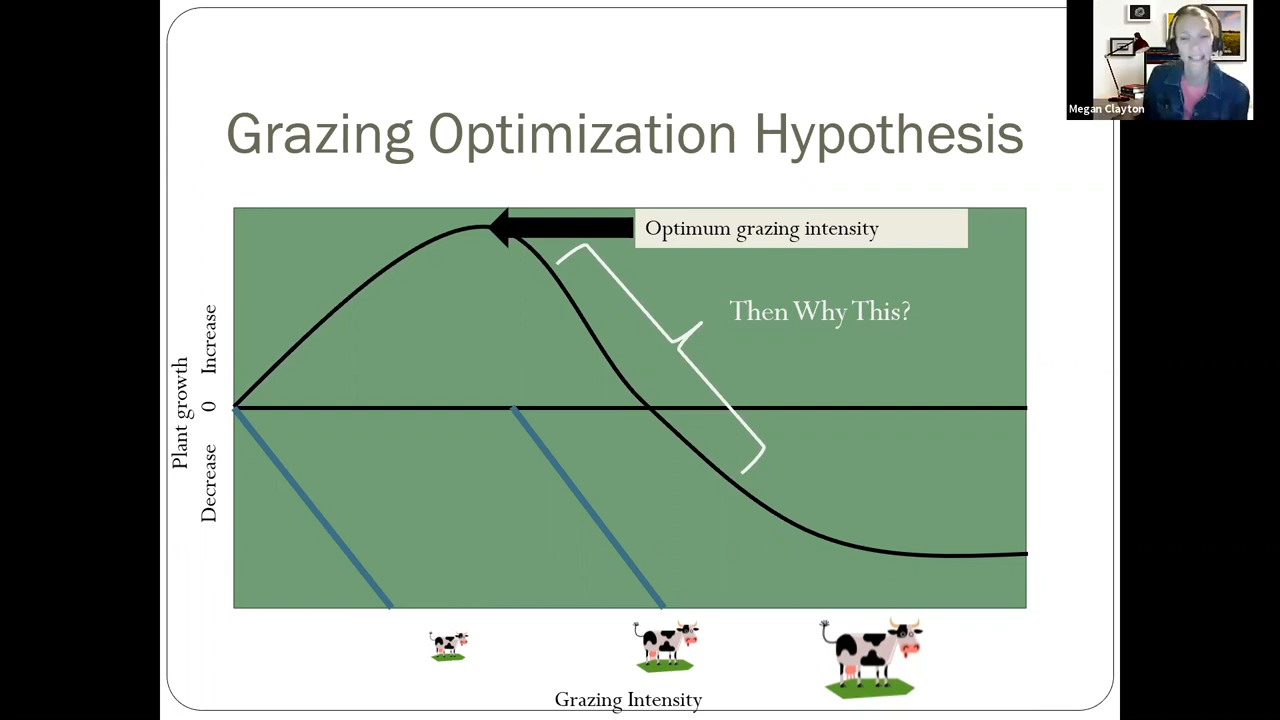 Megan Clayton
Grazing Optimization Hypothesis
Optimum grazing intensity
Then Why This?
Plant growth
Decrease 0 Increase
Grazing Intensity